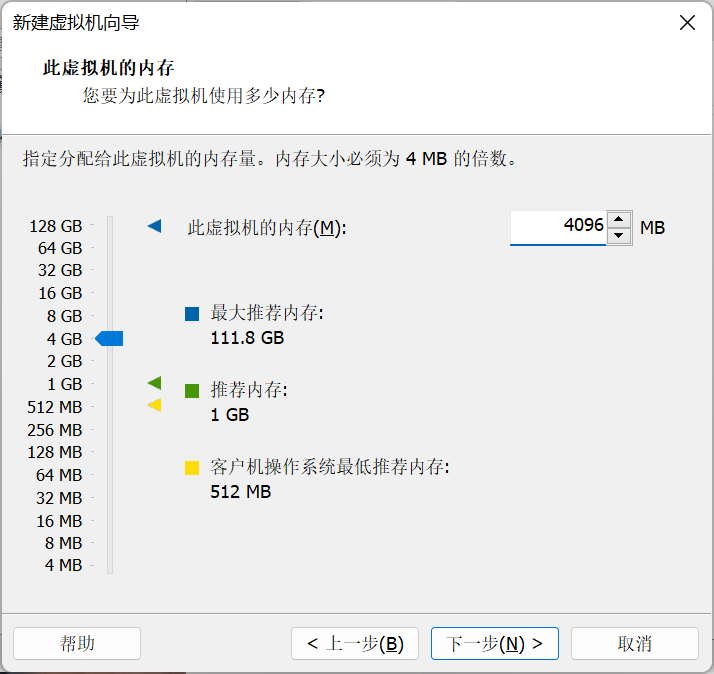 新建虚拟机向导
此虚拟机的内存
您要为此虚拟机使用多少内存?
指定分配给此虚拟机的内存量。内存大小必须为 4 MB 的倍数。
128 GB
64 GB
32 GB
16 GB
8 GB
4 GB
2 GB
1 GB
512 MB
256 MB
128 MB
64 MB
32 MB
16 MB
8 MB
4 MB
此虚拟机的内存(M): 4096 MB
最大推荐内存:
111.8 GB
推荐内存:
1 GB
客户机操作系统最低推荐内存:
512 MB
帮助 < 上一步(B) 下一步(N) > 取消